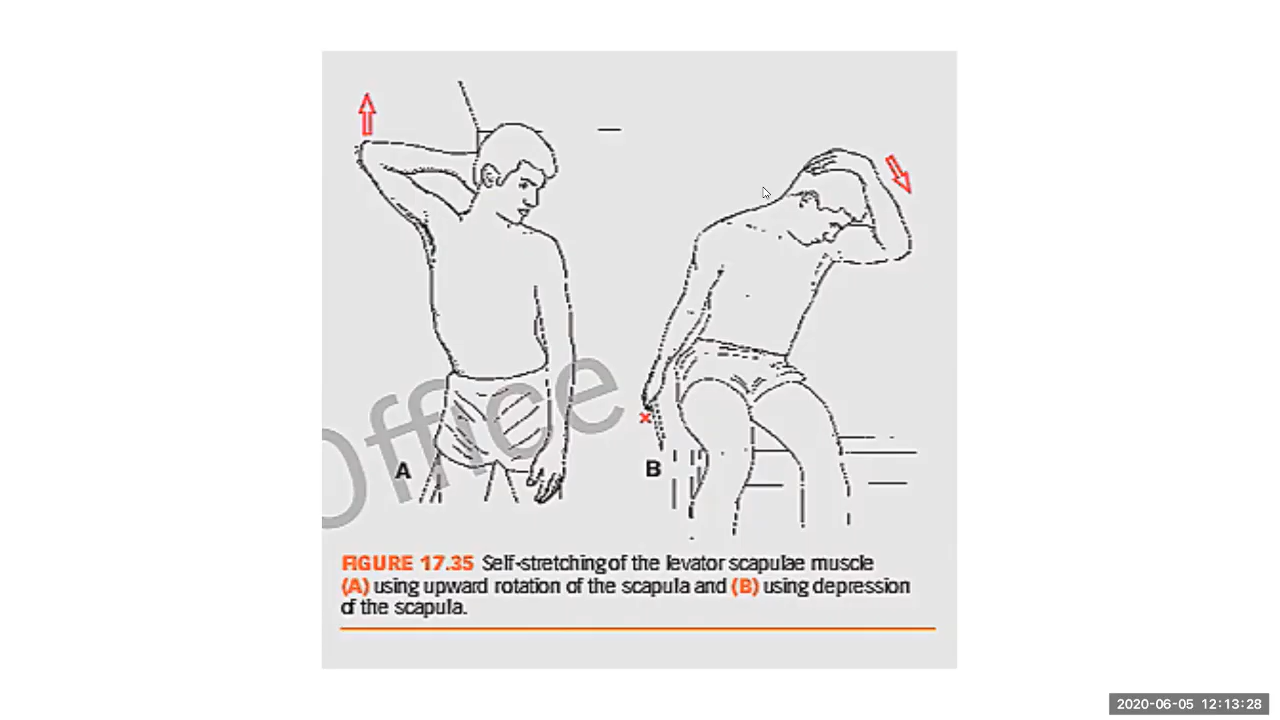 Office
A
B
FIGURE 17.35 Self-stretching of the levator scapulae muscle
(A) using upward rotation of the scapula and (B) using depression
of the scapula.
2020-06-05 12:13:28